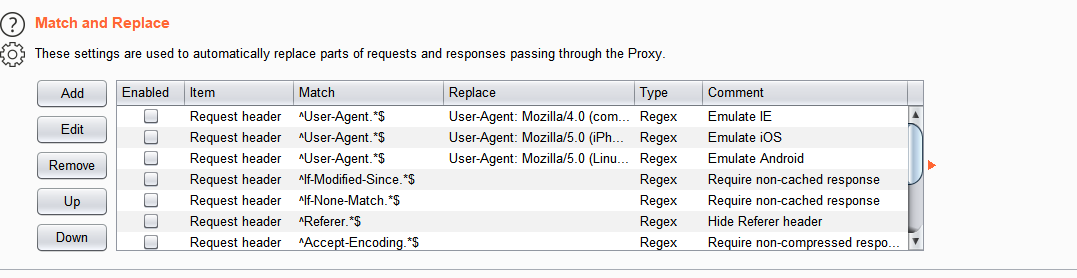 Match and Replace
These settings are used to automatically replace parts of requests and responses passing through the Proxy.
Add
Edit
Remove
Up
Down
Enabled Item Match Replace Type Comment
Request header ^User-Agent.*$ User-Agent: Mozilla/4.0 (com... Regex Emulate IE
Request header ^User-Agent.*$ User-Agent: Mozilla/5.0 (iPh... Regex Emulate iOS
Request header ^User-Agent.*$ User-Agent: Mozilla/5.0 (Linu... Regex Emulate Android
Request header ^If-Modified-Since.*$ Regex Require non-cached response
Request header ^If-None-Match.*$ Regex Require non-cached response
Request header ^Referer.*$ Regex Hide Referer header
Request header ^Accept-Encoding.*$ Regex Require non-compressed respo...